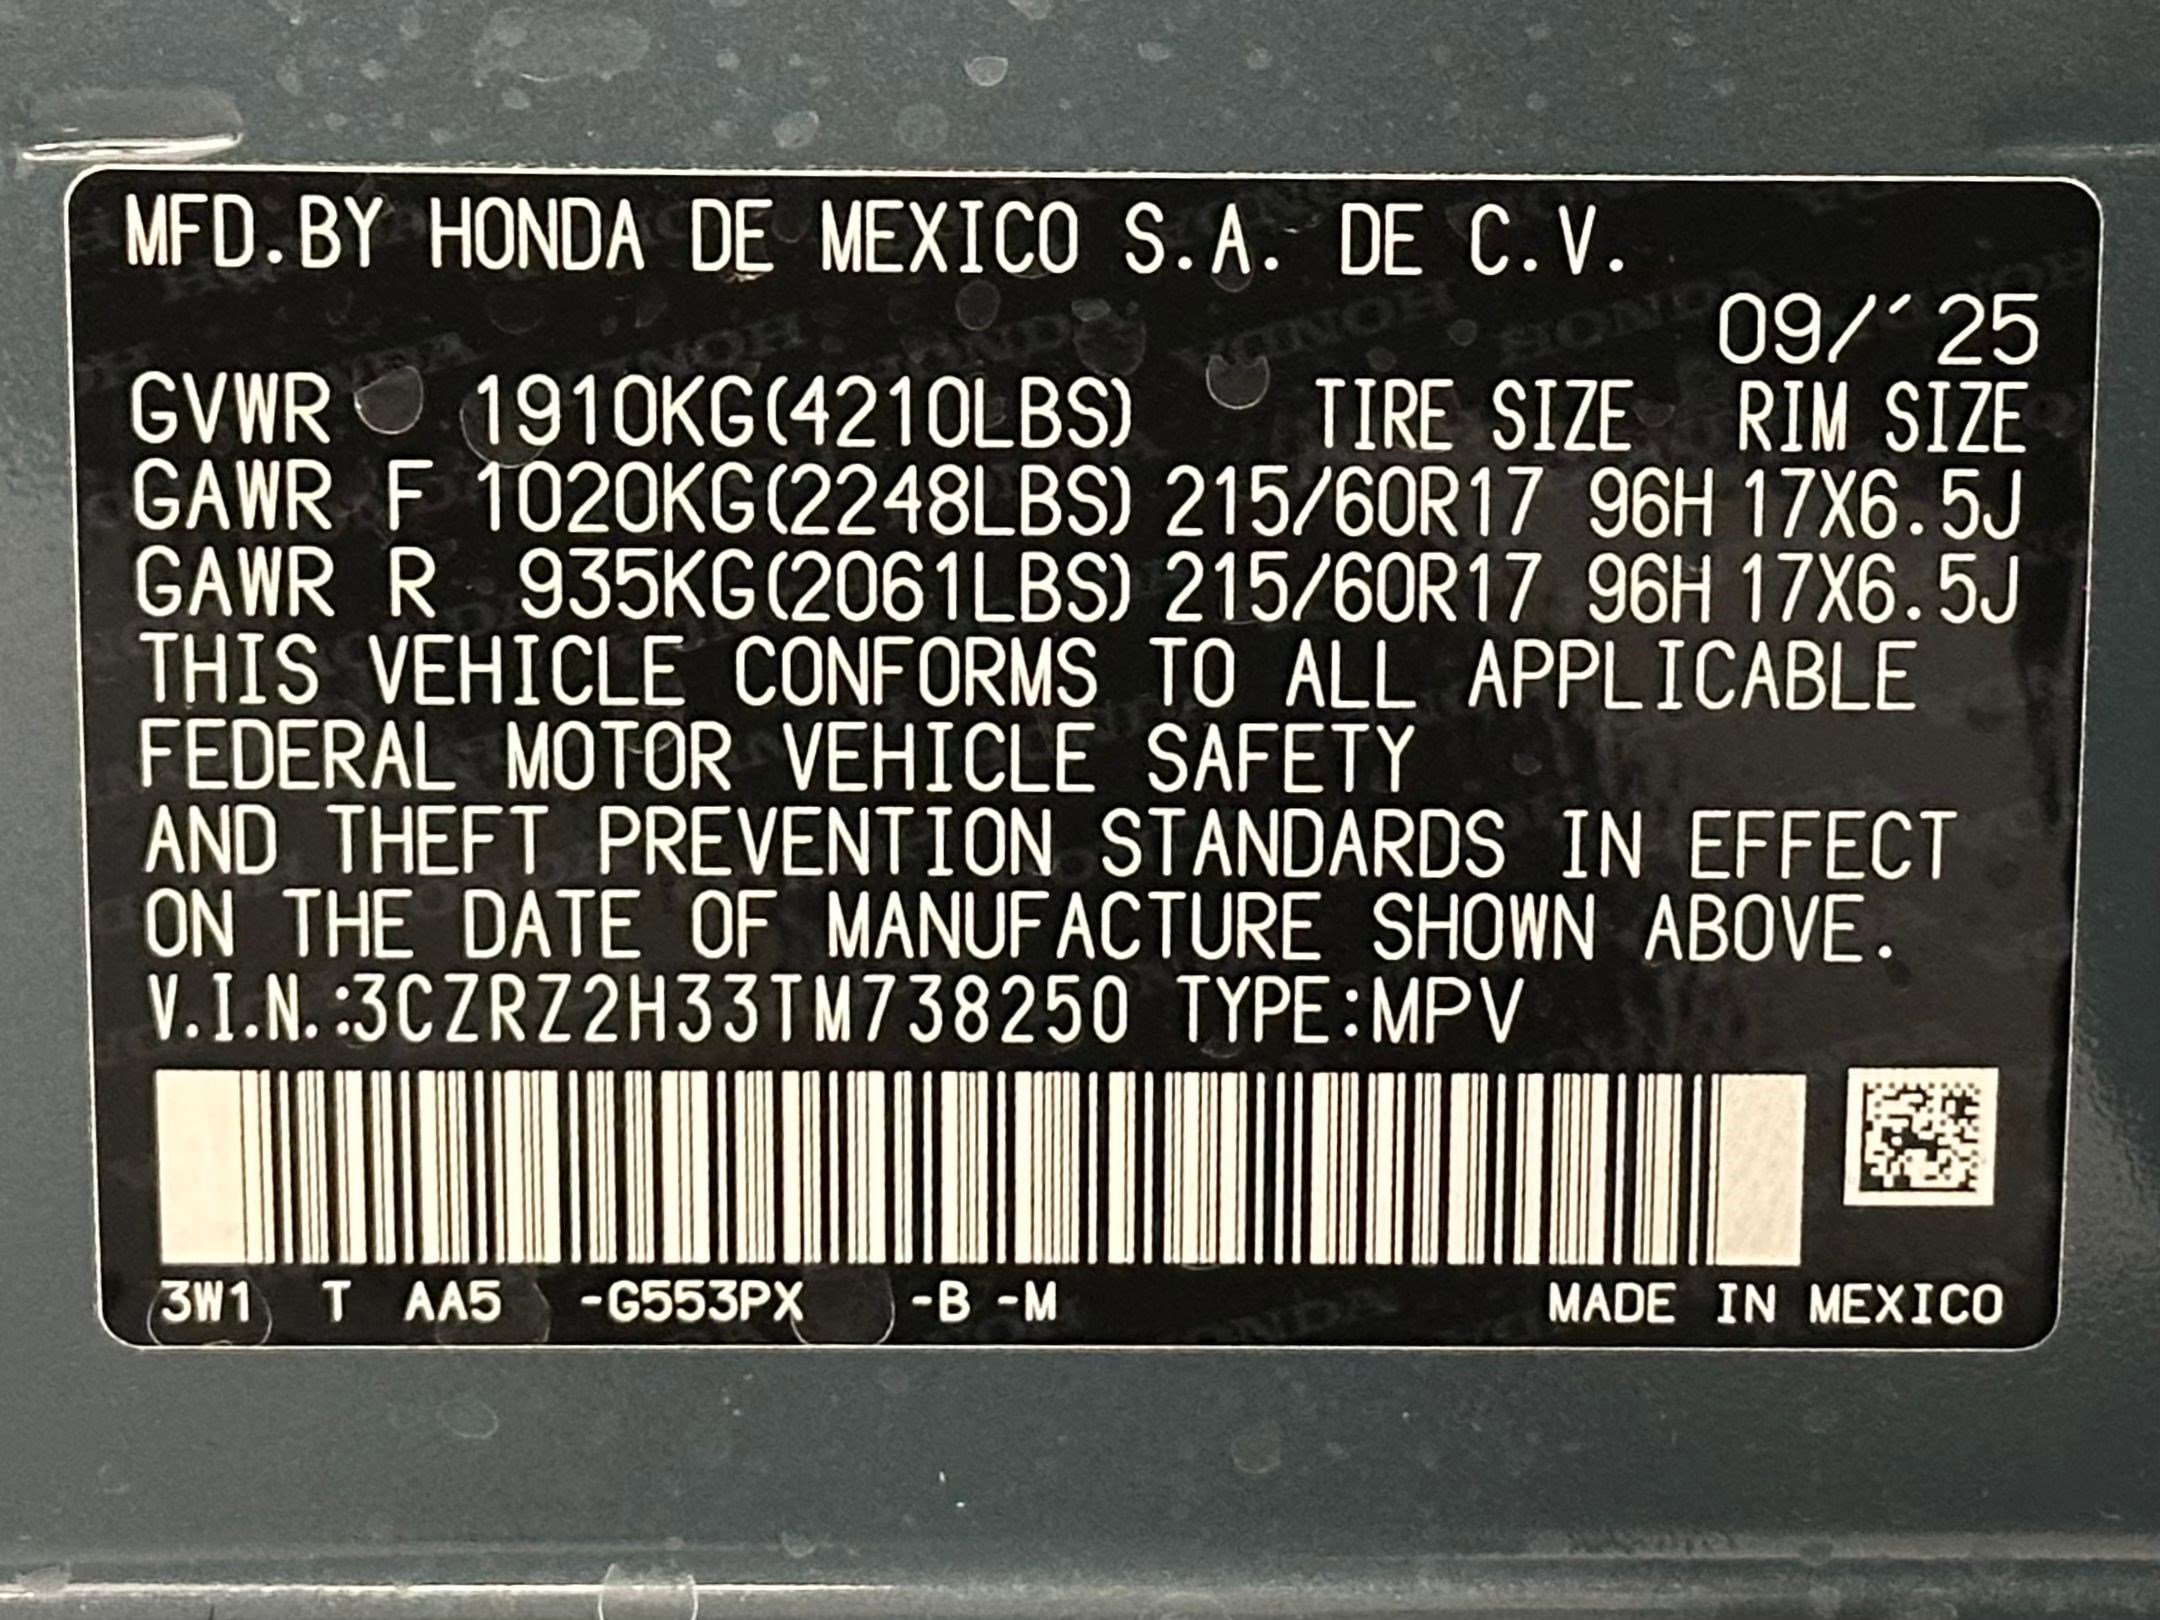 MFD.BY HONDA DE MEXICO S.A. DE C.V.
09/´25
GVWR 1910KG(4210LBS) TIRE SIZE RIM SIZE
GAWR F 1020KG(2248LBS) 215/60R17 96H 17X6.5J
GAWR R 935KG(2061LBS) 215/60R17 96H 17X6.5J
THIS VEHICLE CONFORMS TO ALL APPLICABLE
FEDERAL MOTOR VEHICLE SAFETY
AND THEFT PREVENTION STANDARDS IN EFFECT
ON THE DATE OF MANUFACTURE SHOWN ABOVE.
V.I.N.:3CZRZ2H33TM738250 TYPE:MPV
3W1 T AA5 -G553PX -B -M MADE IN MEXICO